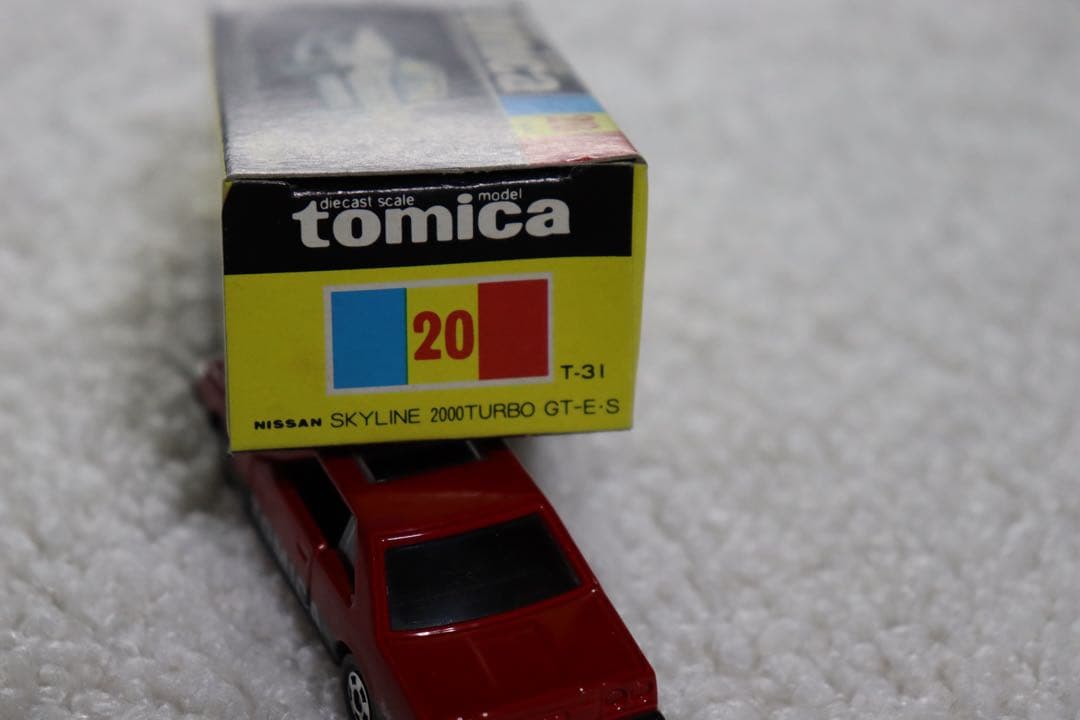 diecast scale model
tomica
20
T-31
NISSAN SKYLINE 2000TURBO GT-E·S